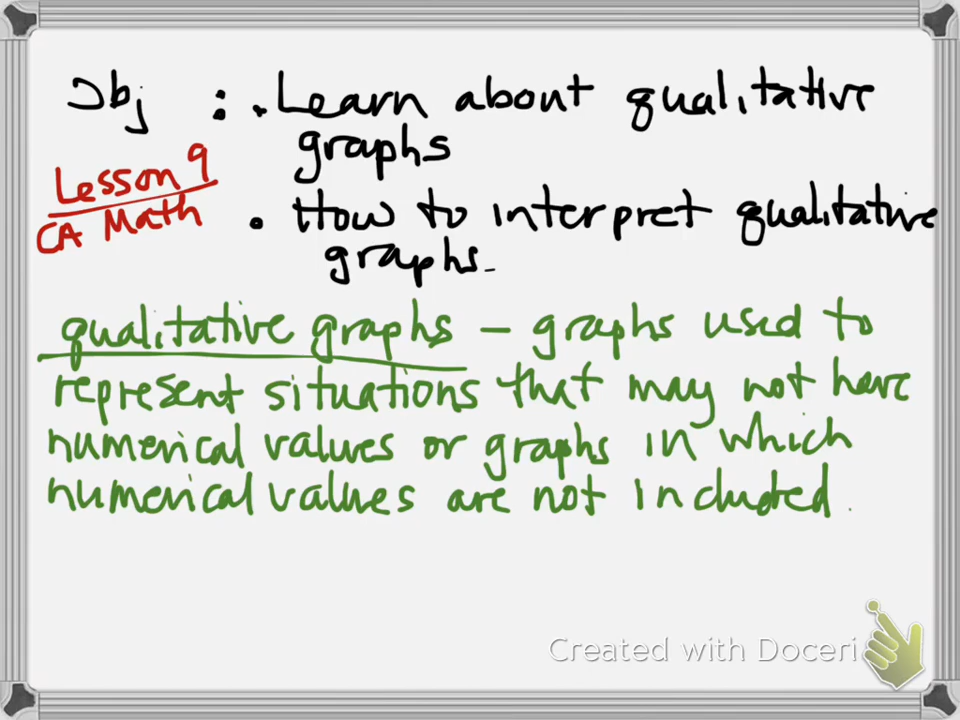 Obj : . Learn about qualitative
graphs
Lesson 9
CA Math
. How to interpret qualitative
graphs.
qualitative graphs - graphs used to
represent situations that may not have
numerical values or graphs in which
numerical values are not included.
Created with Doceri